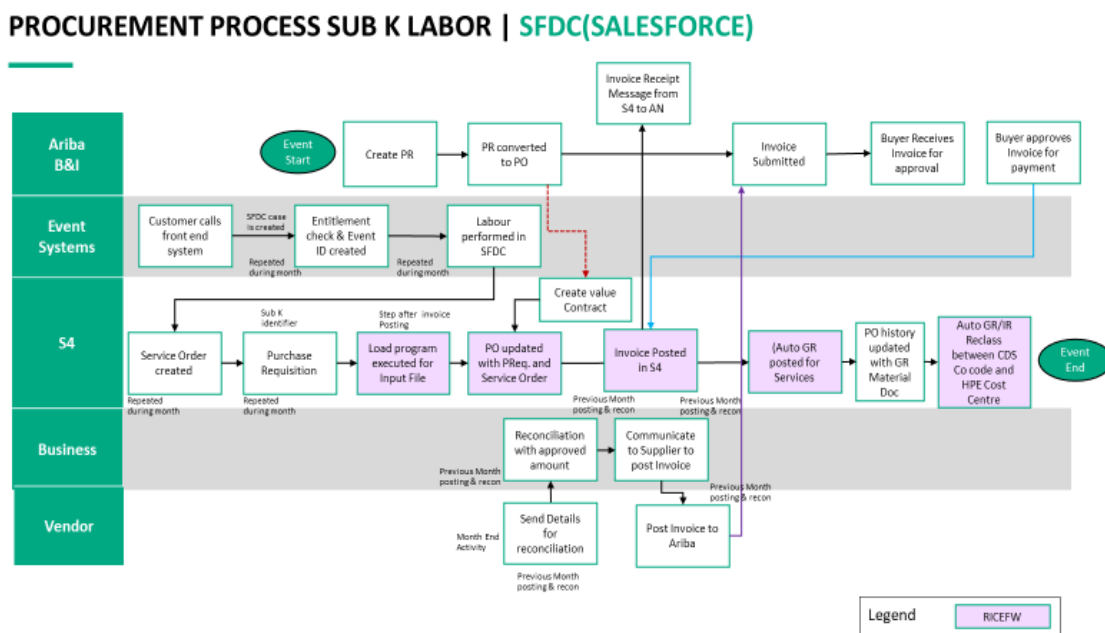 PROCUREMENT PROCESS SUB K LABOR | SFDC(SALESFORCE)
Invoice Receipt
Message from
S4 to AN
Ariba
B&I
Event
Start
Create PR
PR converted
to PO
Invoice
Submitted
Buyer Receives
Invoice for
approval
Buyer approves
Invoice for
payment
Event
Systems
Customer calls
front end
system
SFDC case
is created
Repeated
during month
Entitlement
check & Event
ID created
Repeated
during month
Labour
performed in
SFDC
S4
Create value
Contract
Service Order
created
Repeated
during month
Sub K
identifier
Purchase
Requisition
Repeated
during month
Step after invoice
Posting
Load program
executed for
Input File
PO updated
with PReq. and
Service Order
Invoice Posted
in S4
Previous Month
posting & recon
Previous Month
posting & recon
(Auto GR
posted for
Services
PO history
updated
with GR
Material
Doc
Auto GR/IR
Reclass
between CDS
Co code and
HPE Cost
Centre
Event
End
Business
Reconciliation
with approved
amount
Communicate
to Supplier to
post Invoice
Previous Month
posting & recon
Previous Month
posting & recon
Vendor
Month End
Activity
Send Details
for
reconciliation
Post Invoice to
Ariba
Previous Month
posting & recon
Legend
RICEFW